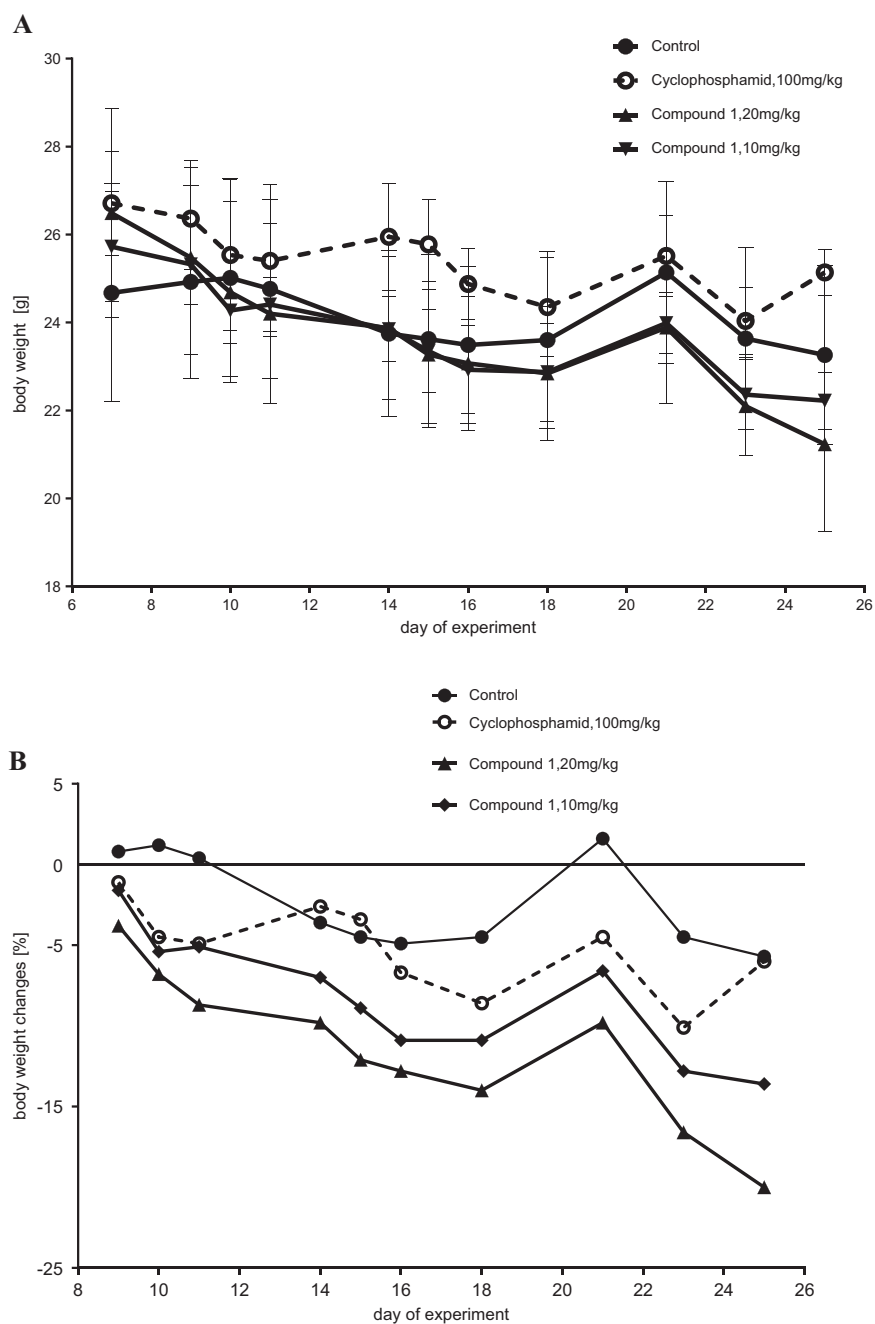 A
Control
Cyclophosphamid,100mg/kg
Compound 1,20mg/kg
Compound 1,10mg/kg
30
28
26
24
22
20
18
body weight [g]
6 8 10 12 14 16 18 20 22 24 26
day of experiment
Control
Cyclophosphamid,100mg/kg
B
Compound 1,20mg/kg
Compound 1,10mg/kg
5
0
-5
-15
-25
body weight changes [%]
8 10 12 14 16 18 20 22 24 26
day of experiment